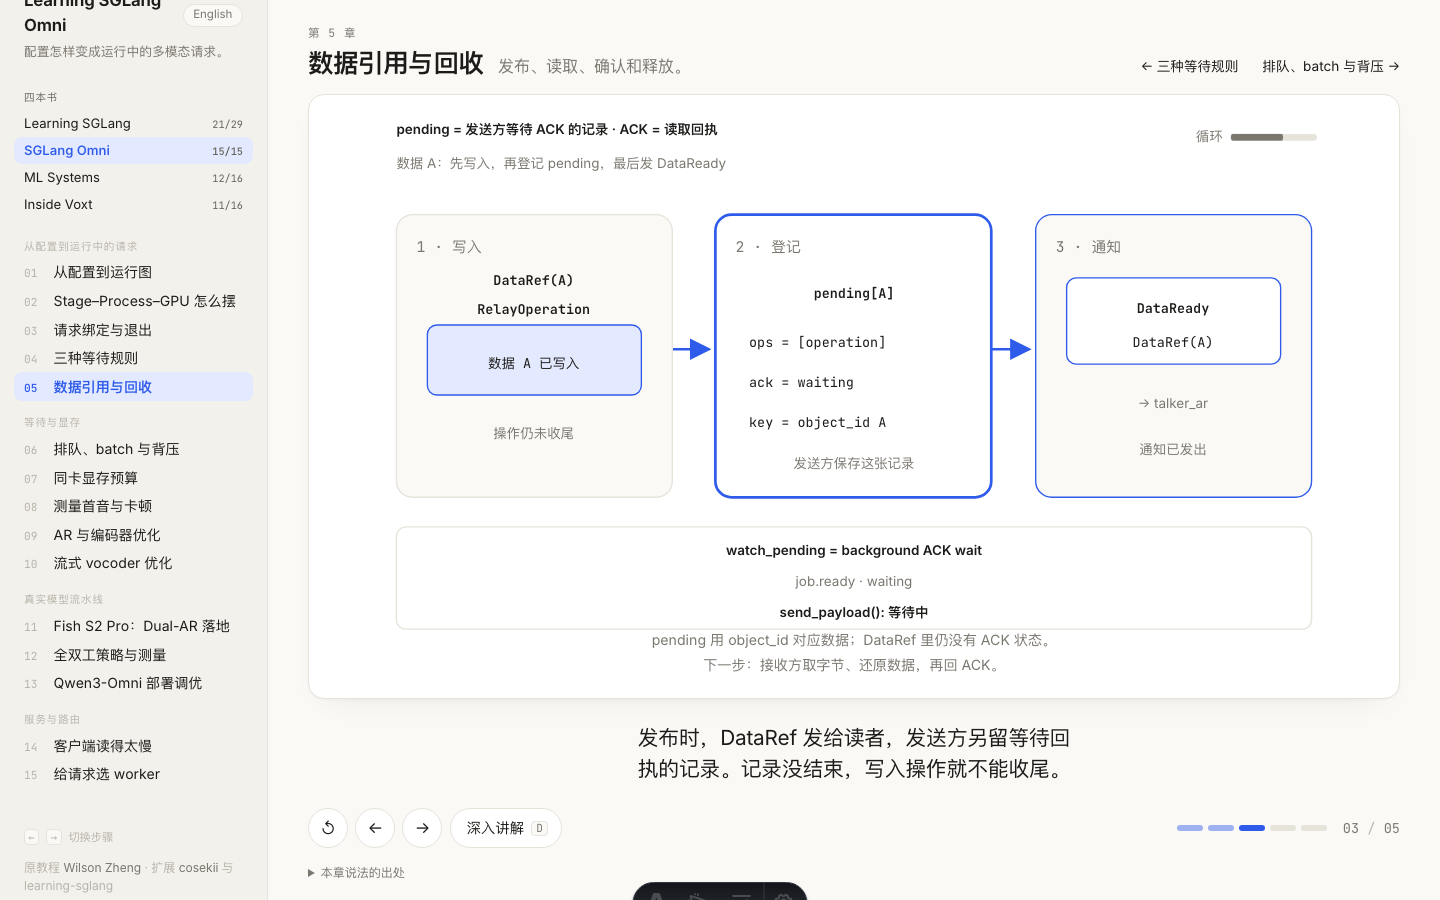 Learning SGLang
Omni
English
配置怎样变成运行中的多模态请求。
四本书
Learning SGLang 21/29
SGLang Omni 15/15
ML Systems 12/16
Inside Voxt 11/16
从配置到运行中的请求
01 从配置到运行图
02 Stage–Process–GPU 怎么摆
03 请求绑定与退出
04 三种等待规则
05 数据引用与回收
等待与显存
06 排队、batch 与背压
07 同卡显存预算
08 测量首音与卡顿
09 AR 与编码器优化
10 流式 vocoder 优化
真实模型流水线
11 Fish S2 Pro：Dual-AR 落地
12 全双工策略与测量
13 Qwen3-Omni 部署调优
服务与路由
14 客户端读得太慢
15 给请求选 worker
← → 切换步骤
原教程 Wilson Zheng · 扩展 cosekii 与
learning-sglang
第 5 章
数据引用与回收 发布、读取、确认和释放。
← 三种等待规则 排队、batch 与背压 →
pending = 发送方等待 ACK 的记录 · ACK = 读取回执
循环
数据 A：先写入，再登记 pending，最后发 DataReady
1 · 写入
DataRef(A)
RelayOperation
数据 A 已写入
操作仍未收尾
2 · 登记
pending[A]
ops = [operation]
ack = waiting
key = object_id A
发送方保存这张记录
3 · 通知
DataReady
DataRef(A)
→ talker_ar
通知已发出
watch_pending = background ACK wait
job.ready · waiting
send_payload(): 等待中
pending 用 object_id 对应数据；DataRef 里仍没有 ACK 状态。
下一步：接收方取字节、还原数据，再回 ACK。
发布时，DataRef 发给读者，发送方另留等待回
执的记录。记录没结束，写入操作就不能收尾。
深入讲解 D
03 / 05
本章说法的出处